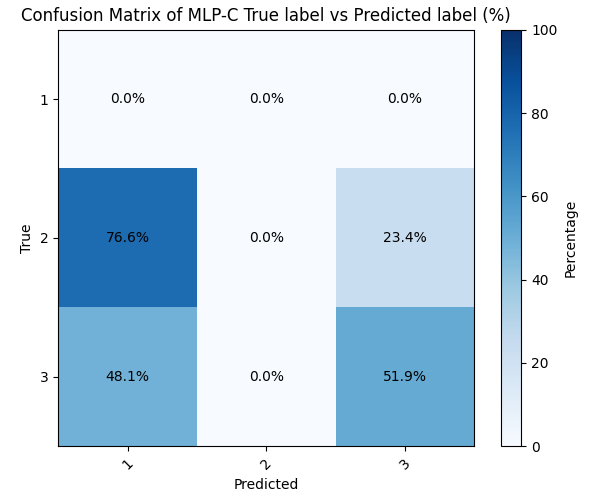 Confusion Matrix of MLP-C True label vs Predicted label (%)
100
1 0.0% 0.0% 0.0%
80
60
2 76.6% 0.0% 23.4%
40
20
3 48.1% 0.0% 51.9%
0
1 2 3
True
Predicted
Percentage